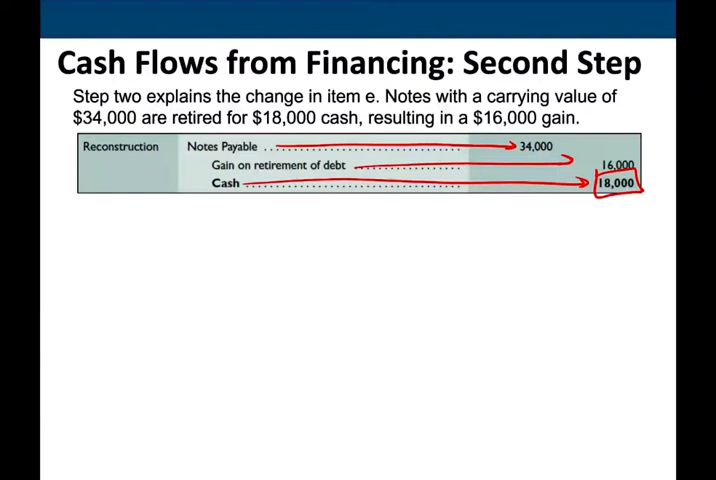 Cash Flows from Financing: Second Step
Step two explains the change in item e. Notes with a carrying value of
$34,000 are retired for $18,000 cash, resulting in a $16,000 gain.
Reconstruction Notes Payable .................................... 34,000
Gain on retirement of debt .................... 16,000
Cash ........................................ 18,000